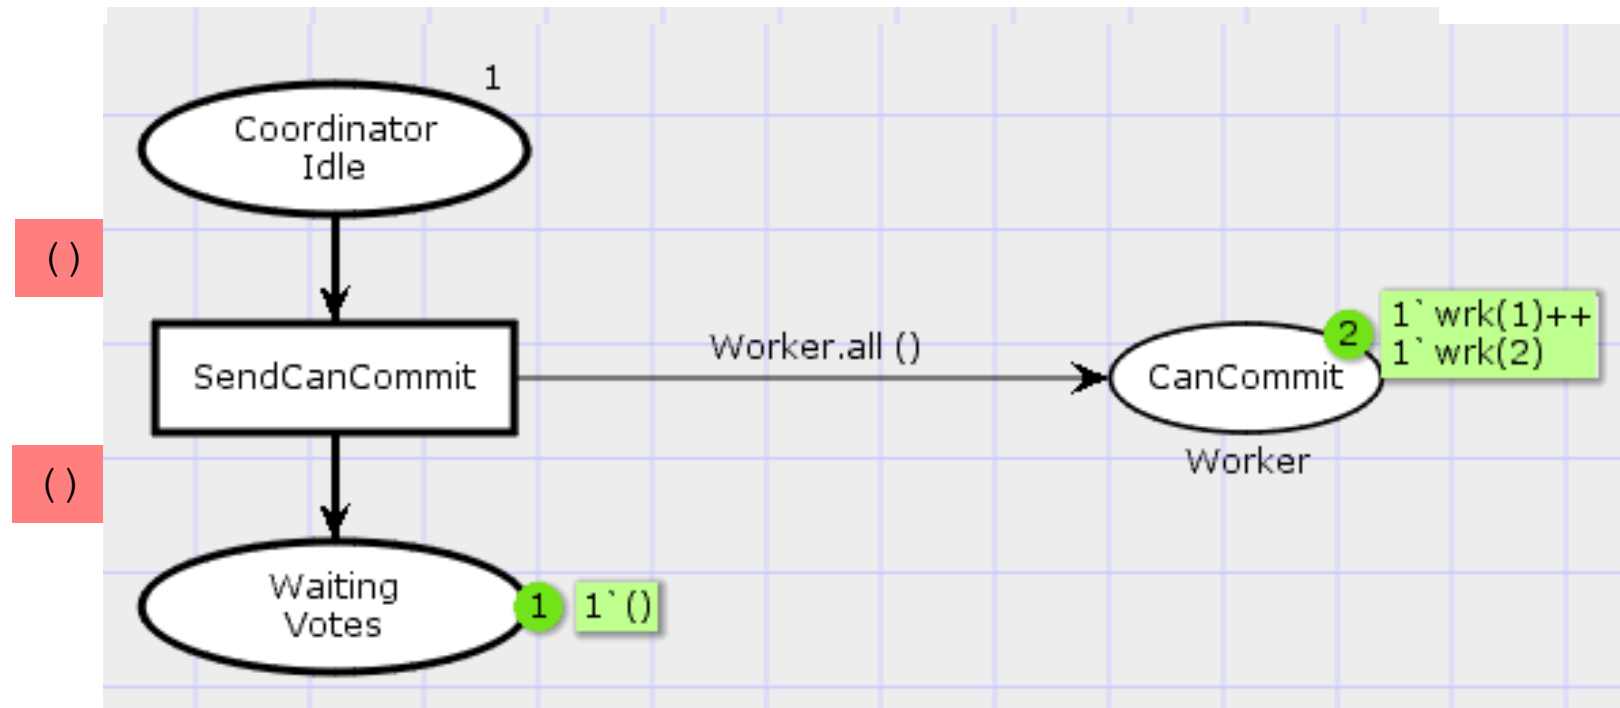 1
Coordinator
Idle
()
SendCanCommit
Worker.all ()
2
1`wrk(1)++
1`wrk(2)
CanCommit
Worker
()
Waiting
Votes
1
1`()